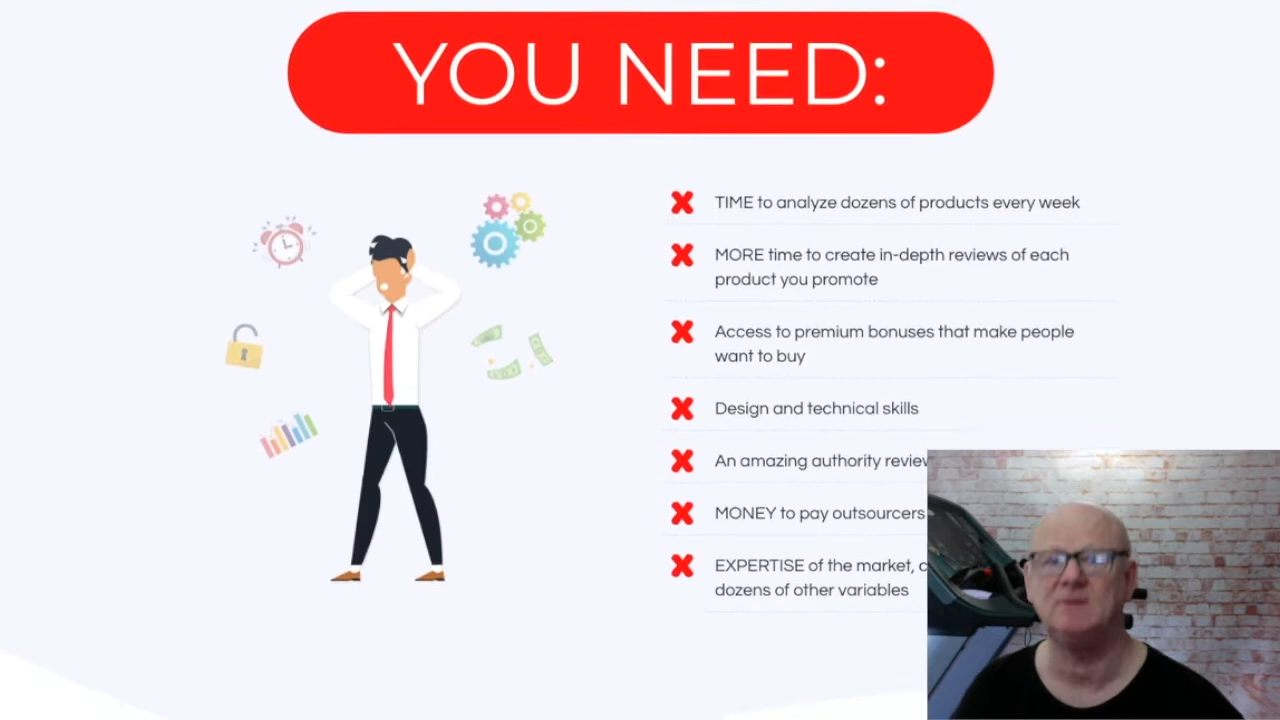 YOU NEED:
TIME to analyze dozens of products every week
MORE time to create in-depth reviews of each
product you promote
Access to premium bonuses that make people
want to buy
Design and technical skills
An amazing authority review
MONEY to pay outsourcers
EXPERTISE of the market,
dozens of other variables